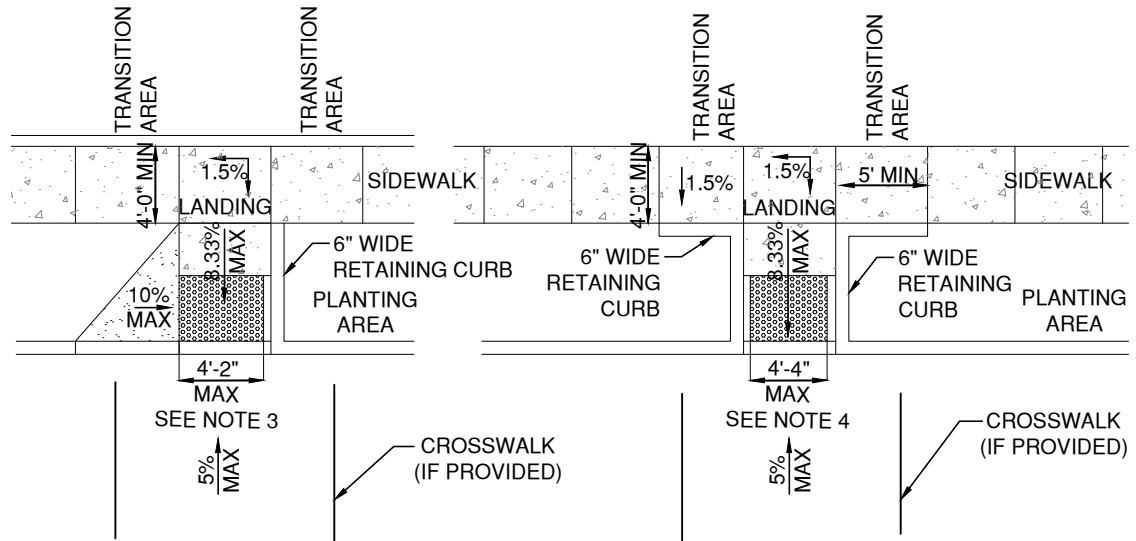 TRANSITION
AREA
TRANSITION
AREA
4'-0" MIN
1.5%
SIDEWALK
LANDING
8.33%
MAX
6" WIDE
RETAINING CURB
10%
MAX
PLANTING
AREA
4'-2"
MAX
SEE NOTE 3
5%
MAX
CROSSWALK
(IF PROVIDED)
TRANSITION
AREA
TRANSITION
AREA
4'-0" MIN
1.5%
1.5%
5' MIN
SIDEWALK
LANDING
8.33%
MAX
6" WIDE
RETAINING
CURB
6" WIDE
RETAINING
CURB
PLANTING
AREA
4'-4"
MAX
SEE NOTE 4
5%
MAX
CROSSWALK
(IF PROVIDED)